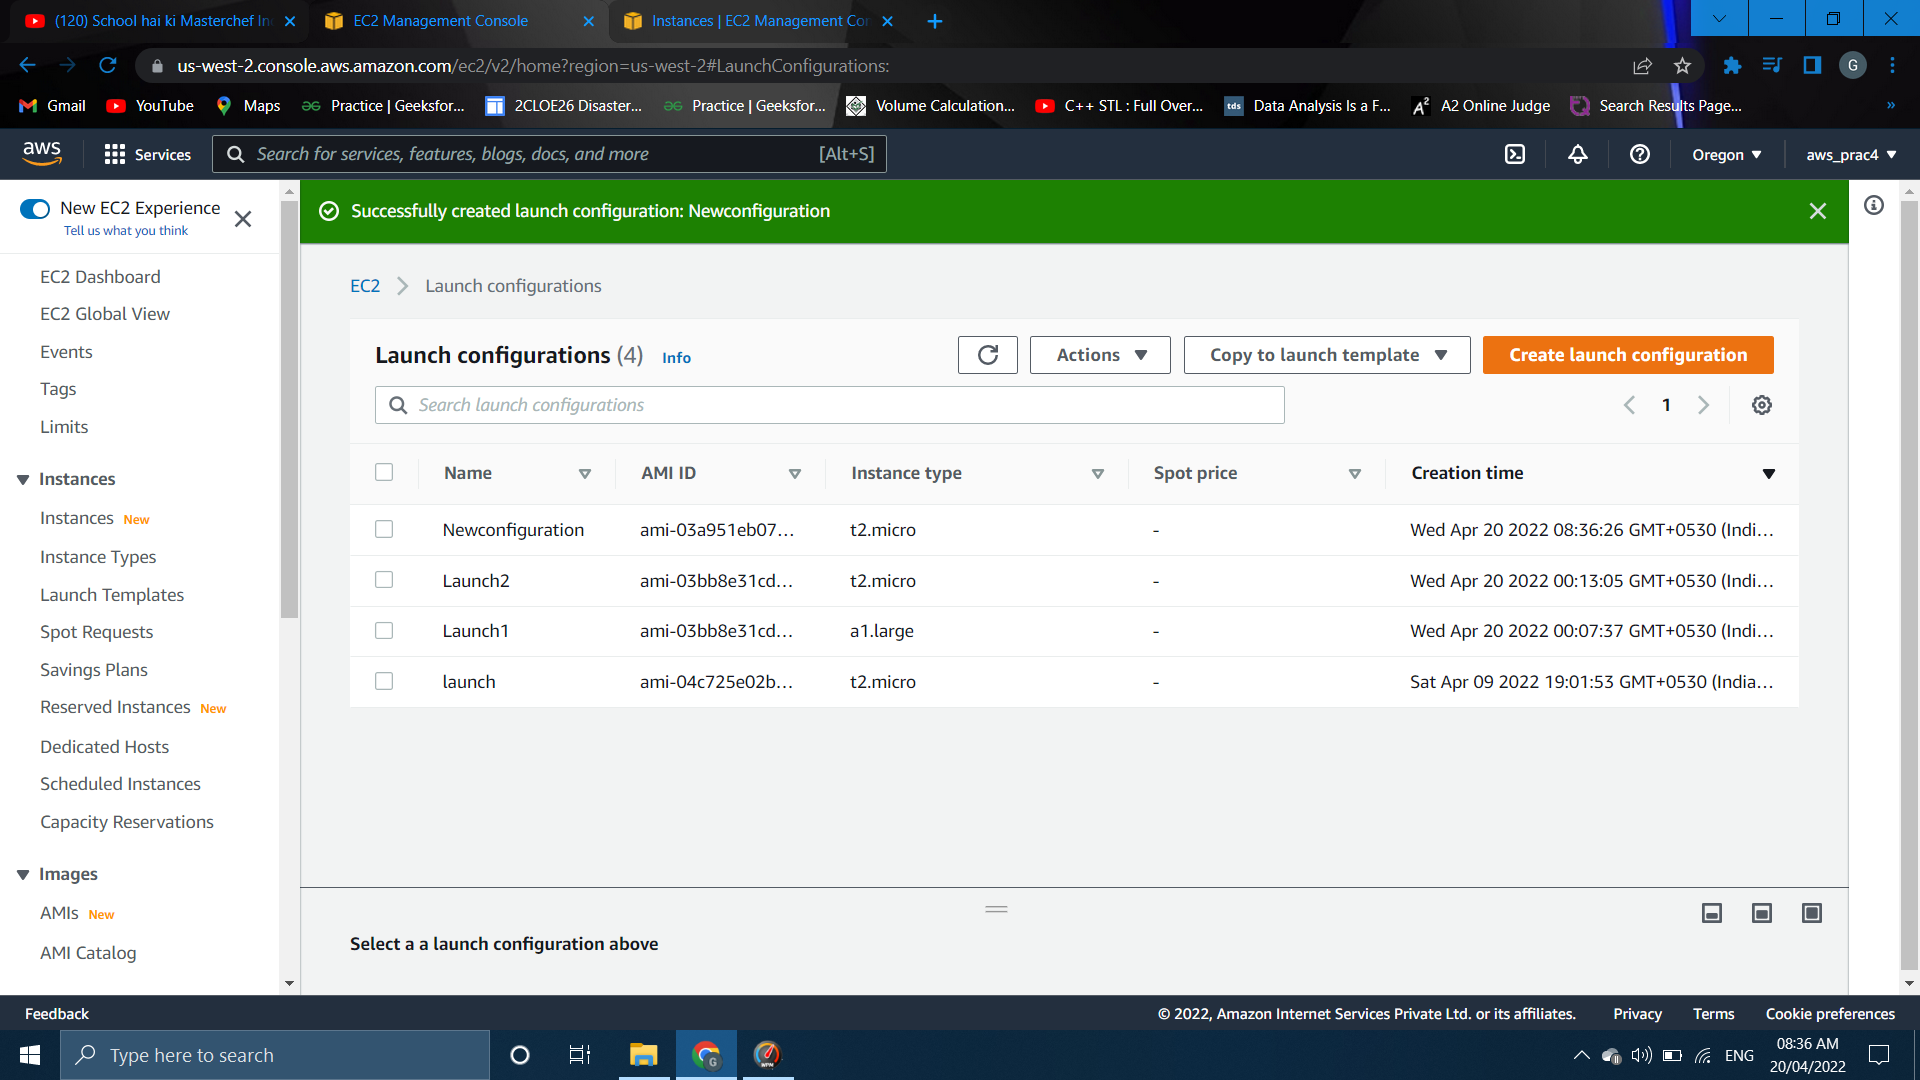 (120) School hai ki Masterchef In
EC2 Management Console
Instances | EC2 Management Con
us-west-2.console.aws.amazon.com/ec2/v2/home?region=us-west-2#LaunchConfigurations:
G
Gmail
YouTube
Maps
Practice | Geeksfor...
2CLOE26 Disaster...
Practice | Geeksfor...
Volume Calculation...
C++ STL : Full Over...
tds
Data Analysis Is a F...
A2 Online Judge
Search Results Page...
»
aws
Services
Search for services, features, blogs, docs, and more
[Alt+S]
Oregon
aws_prac4
New EC2 Experience
Tell us what you think
EC2 Dashboard
EC2 Global View
Events
Tags
Limits
Instances
Instances New
Instance Types
Launch Templates
Spot Requests
Savings Plans
Reserved Instances New
Dedicated Hosts
Scheduled Instances
Capacity Reservations
Images
AMIs New
AMI Catalog
Successfully created launch configuration: Newconfiguration
EC2 Launch configurations
Launch configurations (4) Info
Actions
Copy to launch template
Create launch configuration
Search launch configurations
1
Name AMI ID Instance type Spot price Creation time
Newconfiguration ami-03a951eb07... t2.micro - Wed Apr 20 2022 08:36:26 GMT+0530 (Indi...
Launch2 ami-03bb8e31cd... t2.micro - Wed Apr 20 2022 00:13:05 GMT+0530 (Indi...
Launch1 ami-03bb8e31cd... a1.large - Wed Apr 20 2022 00:07:37 GMT+0530 (Indi...
launch ami-04c725e02b... t2.micro - Sat Apr 09 2022 19:01:53 GMT+0530 (India...
Select a a launch configuration above
Feedback
© 2022, Amazon Internet Services Private Ltd. or its affiliates.
Privacy
Terms
Cookie preferences
Type here to search
ENG
08:36 AM
20/04/2022